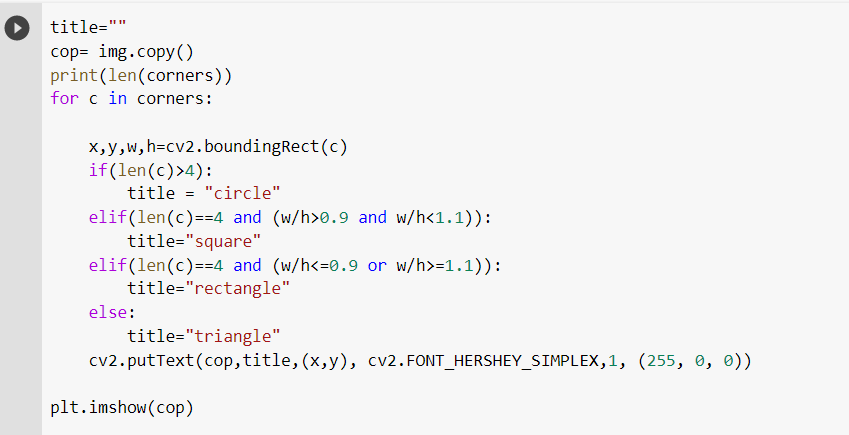 title=""
cop= img.copy()
print(len(corners))
for c in corners:

    x,y,w,h=cv2.boundingRect(c)
    if(len(c)>4):
        title = "circle"
    elif(len(c)==4 and (w/h>0.9 and w/h<1.1)):
        title="square"
    elif(len(c)==4 and (w/h<=0.9 or w/h>=1.1)):
        title="rectangle"
    else:
        title="triangle"
    cv2.putText(cop,title,(x,y), cv2.FONT_HERSHEY_SIMPLEX,1, (255, 0, 0))

plt.imshow(cop)